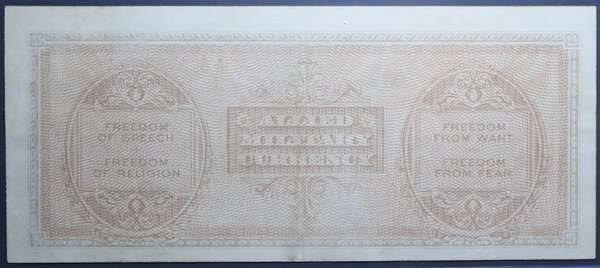 FREEDOM
OF SPEECH
FREEDOM
OF RELIGION
ALLIED
MILITARY
CURRENCY
FREEDOM
FROM WANT
FREEDOM
FROM FEAR